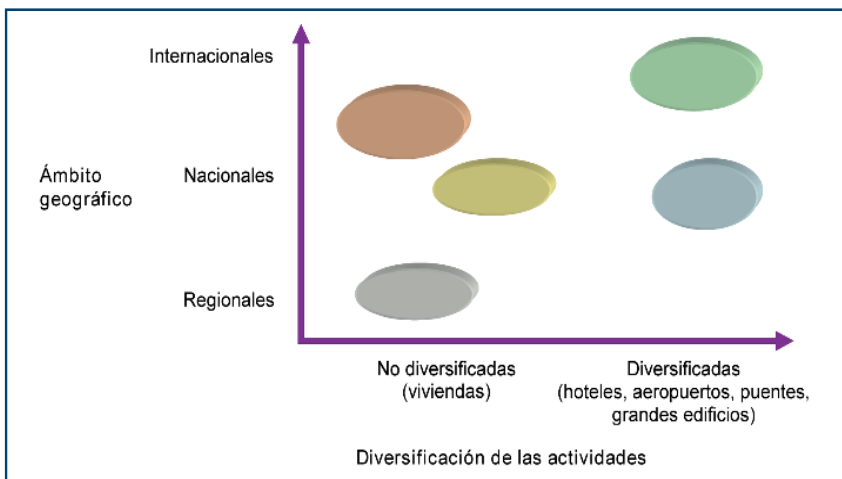 Internacionales
Ámbito
geográfico
Nacionales
Regionales
No diversificadas
(viviendas)
Diversificadas
(hoteles, aeropuertos, puentes,
grandes edificios)
Diversificación de las actividades